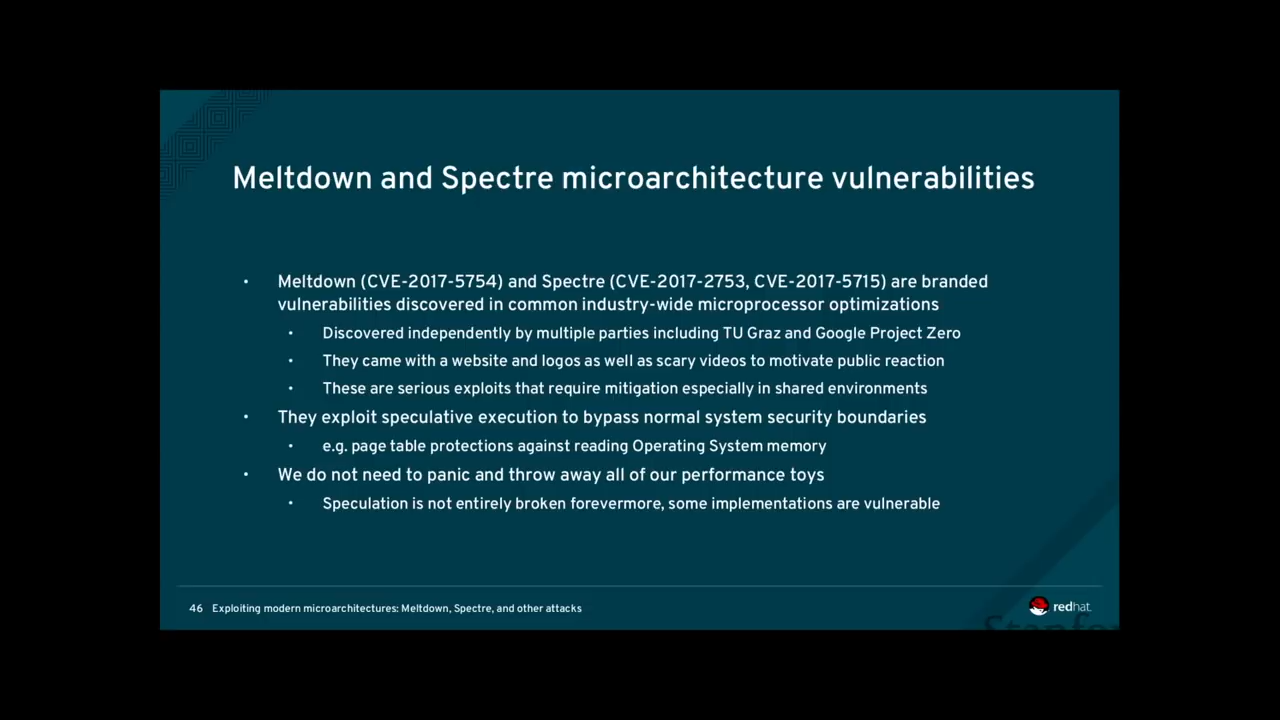 Meltdown and Spectre microarchitecture vulnerabilities
• Meltdown (CVE-2017-5754) and Spectre (CVE-2017-2753, CVE-2017-5715) are branded
vulnerabilities discovered in common industry-wide microprocessor optimizations
• Discovered independently by multiple parties including TU Graz and Google Project Zero
• They came with a website and logos as well as scary videos to motivate public reaction
• These are serious exploits that require mitigation especially in shared environments
• They exploit speculative execution to bypass normal system security boundaries
• e.g. page table protections against reading Operating System memory
• We do not need to panic and throw away all of our performance toys
• Speculation is not entirely broken forevermore, some implementations are vulnerable
46 Exploiting modern microarchitectures: Meltdown, Spectre, and other attacks
redhat.